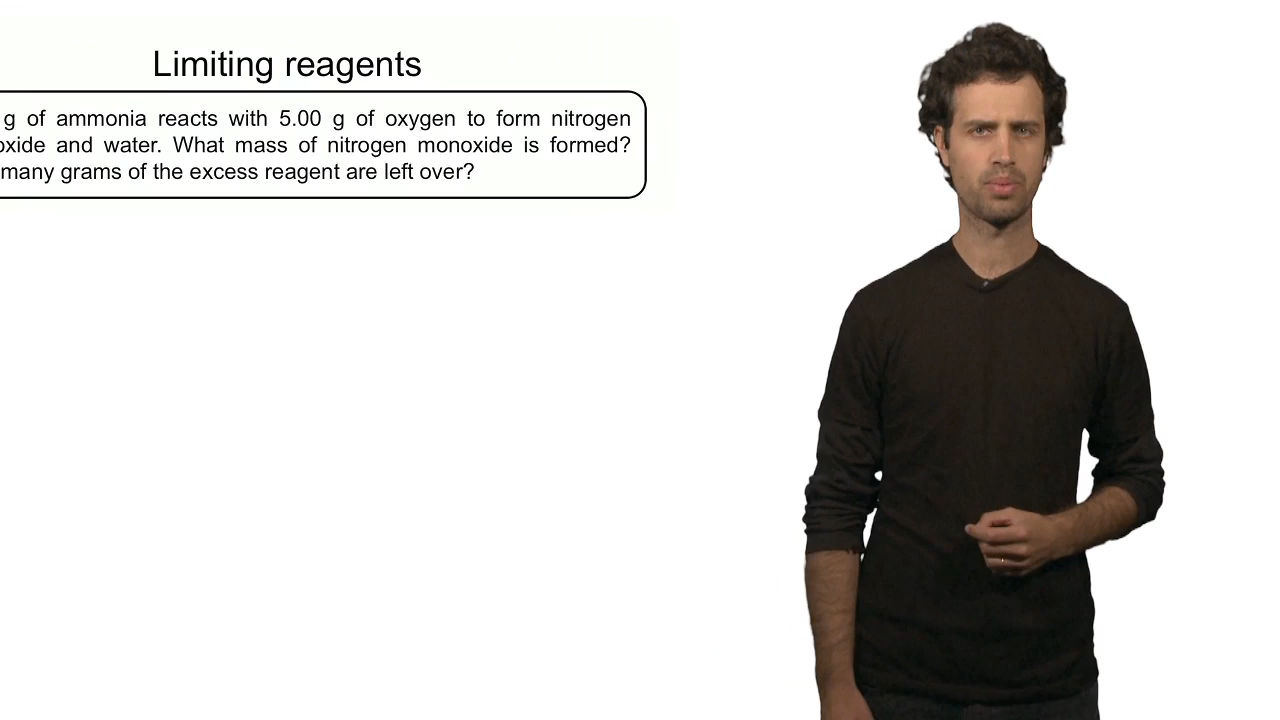 Limiting reagents
g of ammonia reacts with 5.00 g of oxygen to form nitrogen
oxide and water. What mass of nitrogen monoxide is formed?
many grams of the excess reagent are left over?